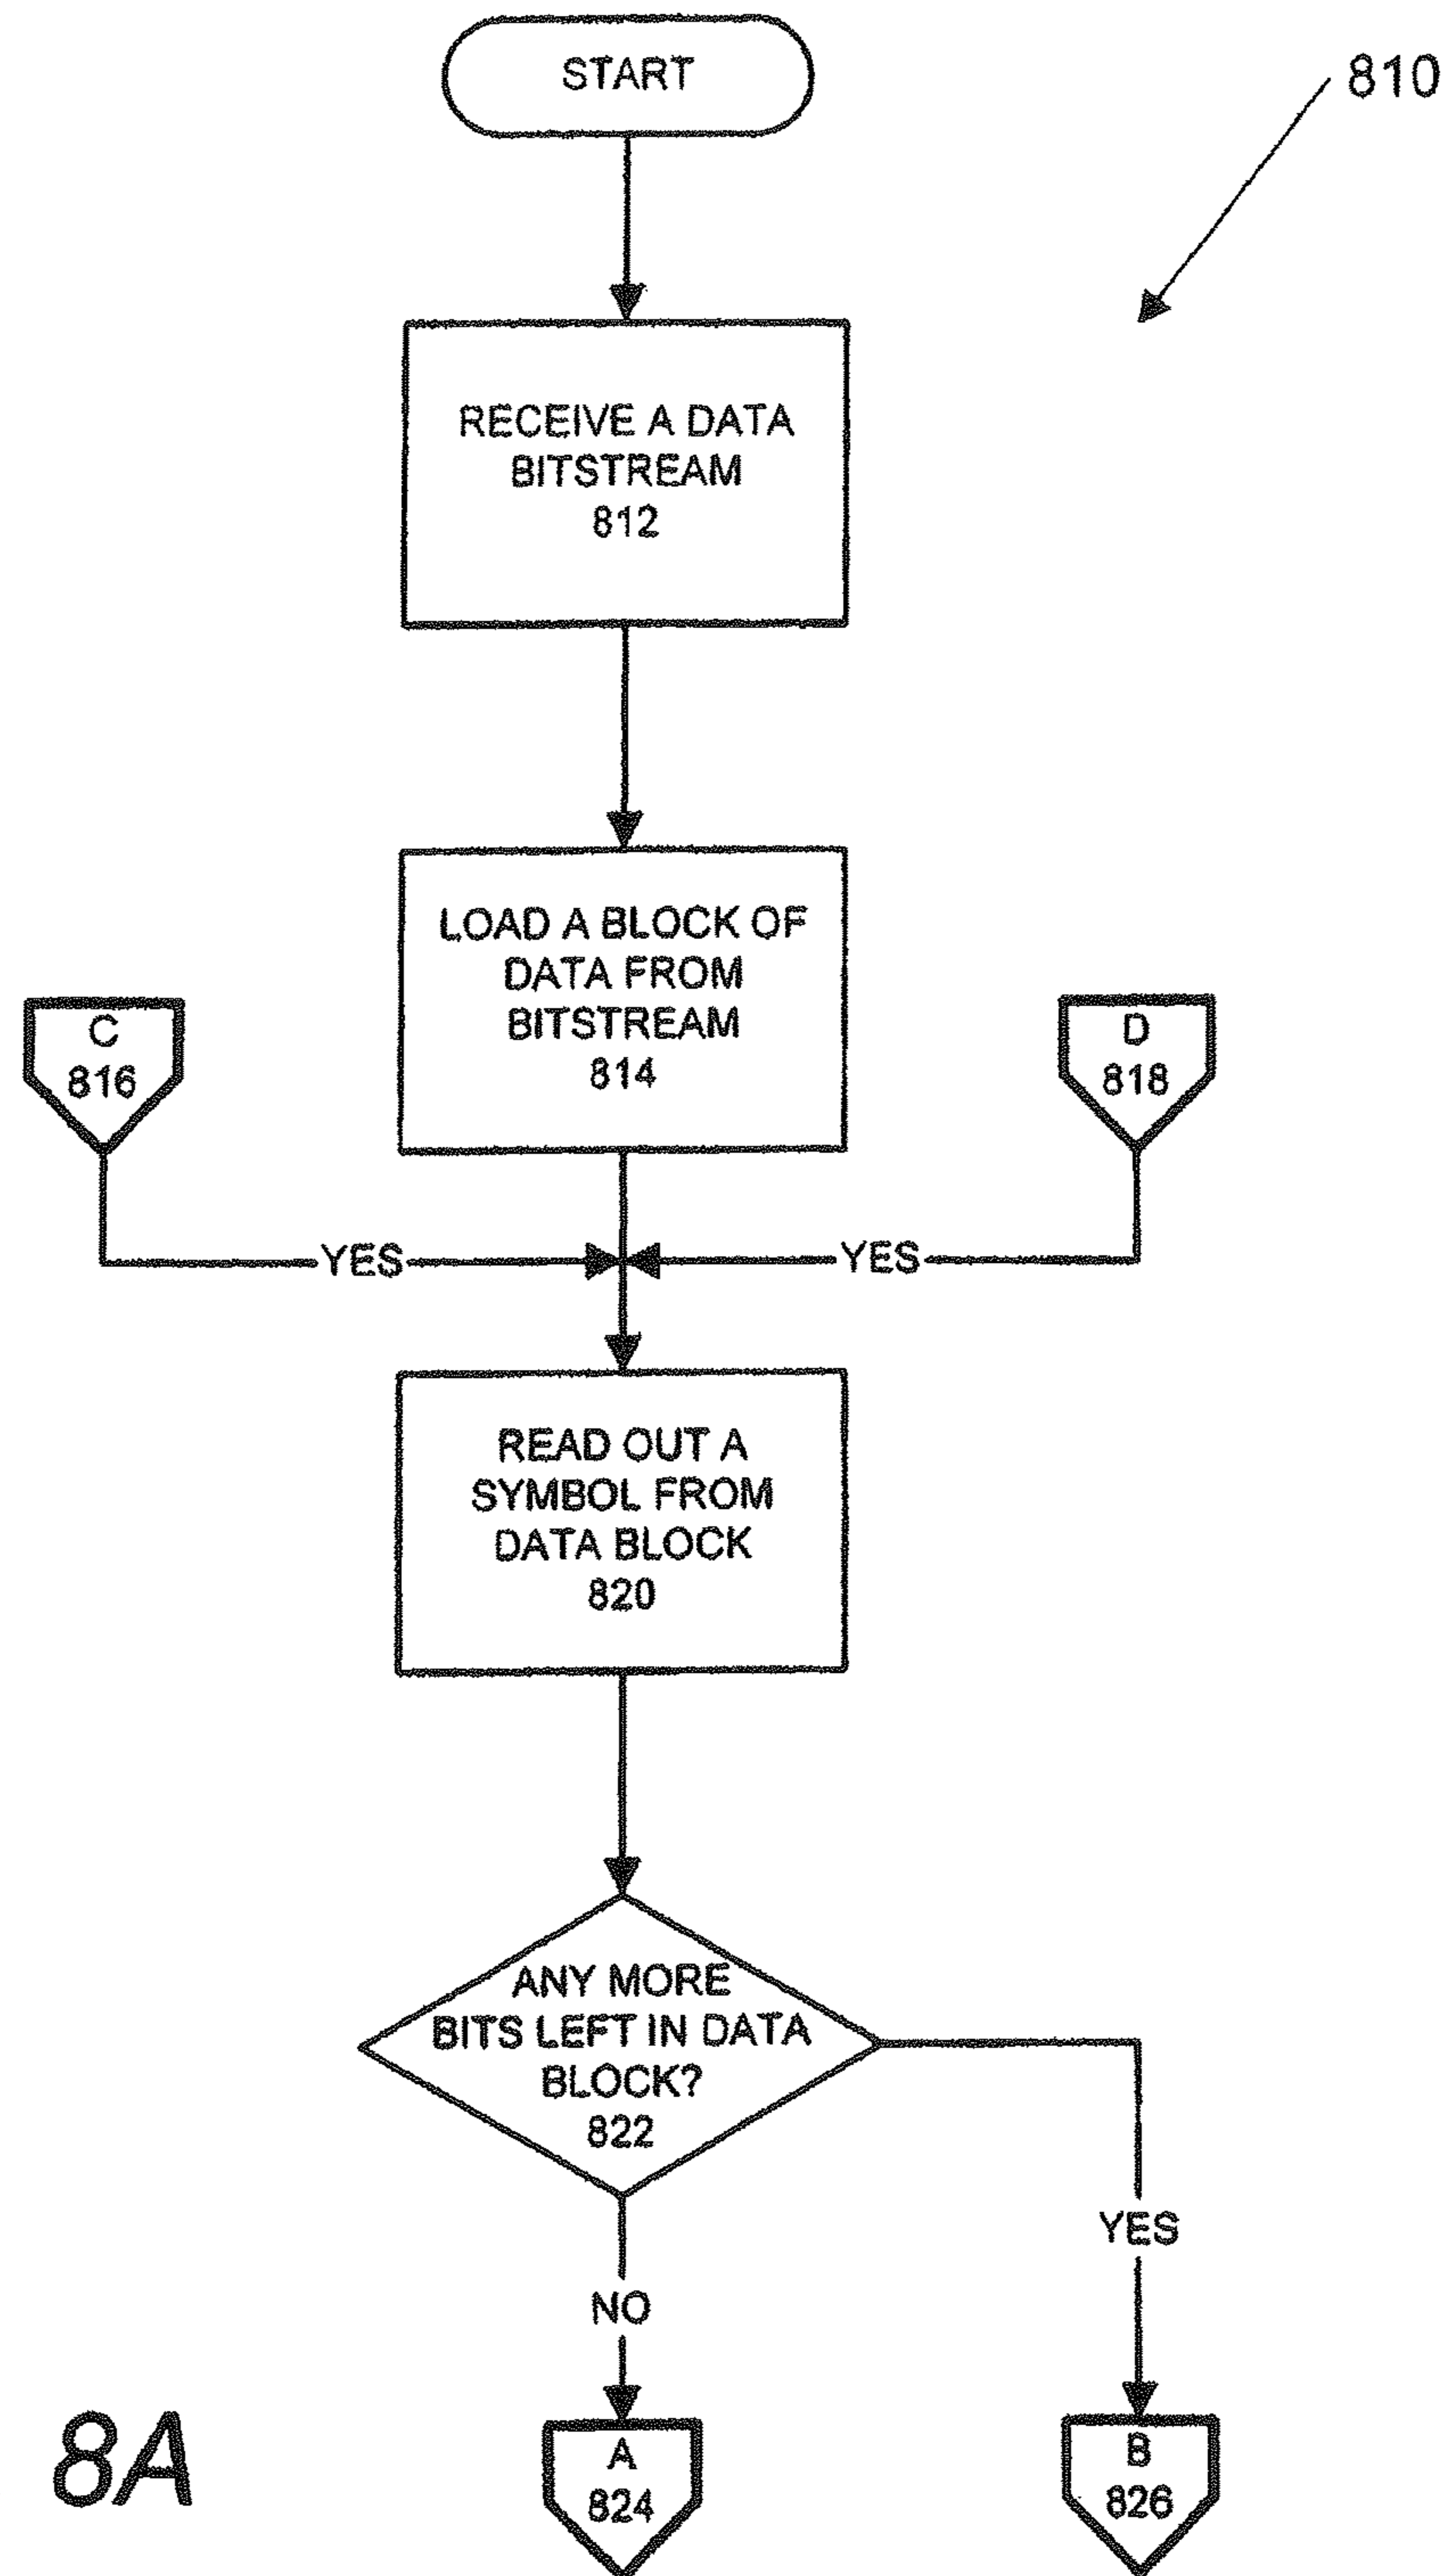 START
810
RECEIVE A DATA
BITSTREAM
812
LOAD A BLOCK OF
DATA FROM
BITSTREAM
814
C
816
D
818
YES
YES
READ OUT A
SYMBOL FROM
DATA BLOCK
820
ANY MORE
BITS LEFT IN DATA
BLOCK?
822
YES
NO
8A
A
824
B
826